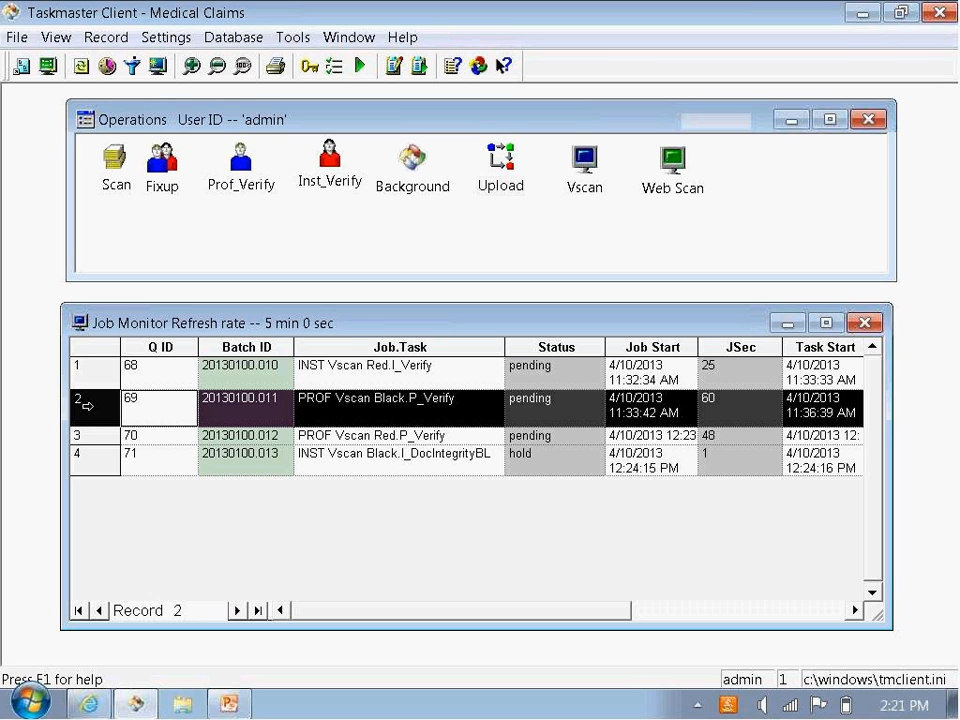 Taskmaster Client - Medical Claims
File View Record Settings Database Tools Window Help
Operations User ID -- 'admin'
Scan Fixup Prof_Verify Inst_Verify Background Upload Vscan Web Scan
Job Monitor Refresh rate -- 5 min 0 sec
Q ID Batch ID Job.Task Status Job Start JSec Task Start
1 68 20130100.010 INST Vscan Red.I_Verify pending 4/10/2013 25 4/10/2013
11:32:34 AM 11:33:33 AM
2 69 20130100.011 PROF Vscan Black.P_Verify pending 4/10/2013 60 4/10/2013
11:33:42 AM 11:36:39 AM
3 70 20130100.012 PROF Vscan Red.P_Verify pending 4/10/2013 12:23 48 4/10/2013 12:
4 71 20130100.013 INST Vscan Black.I_DocIntegrityBL hold 4/10/2013 1 4/10/2013
12:24:15 PM 12:24:16 PM
Record 2
Press F1 for help admin 1 c:\windows\tmclient.ini
2:21 PM